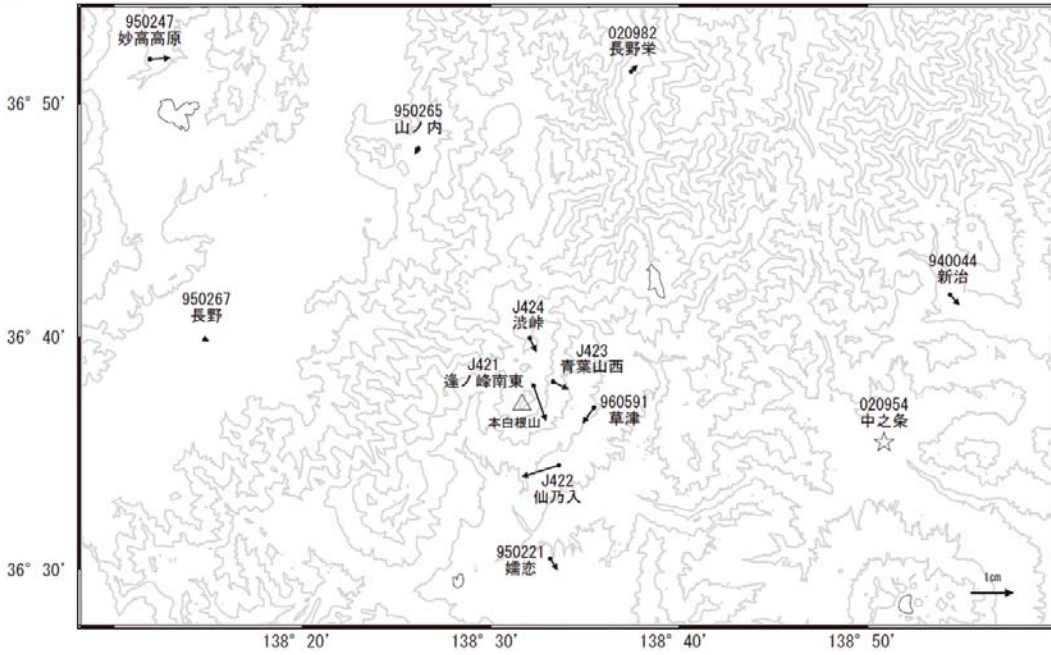 950247
妙高高原
020982
長野栄
36° 50'
950265
山ノ内
940044
新治
950267
長野
J424
渋峠
36° 40'
J423
青葉山西
J421
逢ノ峰南東
960591
草津
本白根山
020954
中之条
J422
仙乃入
950221
嬬恋
36° 30'
1cm
138° 20'
138° 30'
138° 40'
138° 50'